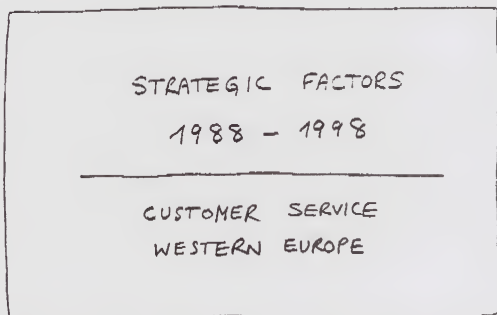 STRATEGIC FACTORS
1988 - 1998
CUSTOMER SERVICE
WESTERN EUROPE